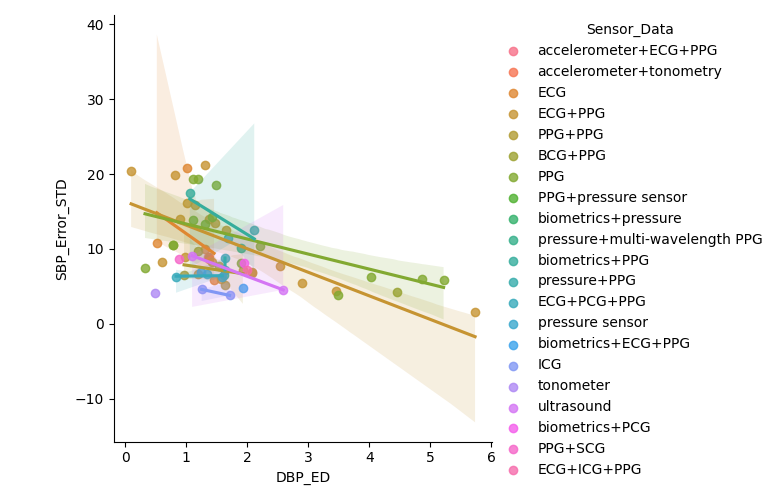 40
30
20
10
0
−10
SBP_Error_STD
0 1 2 3 4 5 6
DBP_ED
Sensor_Data
accelerometer+ECG+PPG
accelerometer+tonometry
ECG
ECG+PPG
PPG+PPG
BCG+PPG
PPG
PPG+pressure sensor
biometrics+pressure
pressure+multi-wavelength PPG
biometrics+PPG
pressure+PPG
ECG+PCG+PPG
pressure sensor
biometrics+ECG+PPG
ICG
tonometer
ultrasound
biometrics+PCG
PPG+SCG
ECG+ICG+PPG